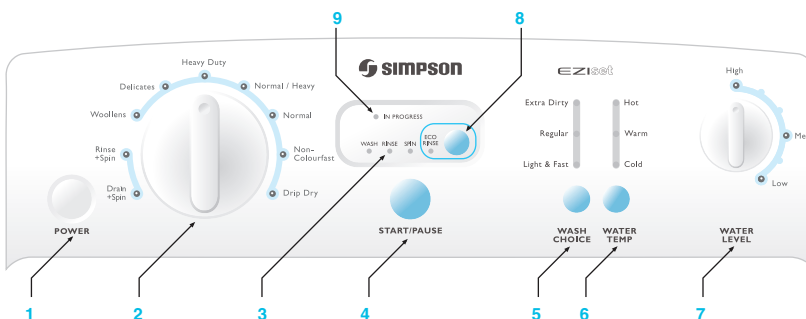 9
8
Heavy Duty
Delicates
Normal / Heavy
Woollens
Normal
Rinse
+Spin
Non-
Colourfast
Drain
+Spin
Drip Dry
POWER
SIMPSON
IN PROGRESS
WASH RINSE SPIN ECO
RINSE
START/PAUSE
EZIset
Extra Dirty
Hot
Regular
Warm
Light & Fast
Cold
WASH
CHOICE
WATER
TEMP
High
Me
Low
WATER
LEVEL
1 2 3 4 5 6 7